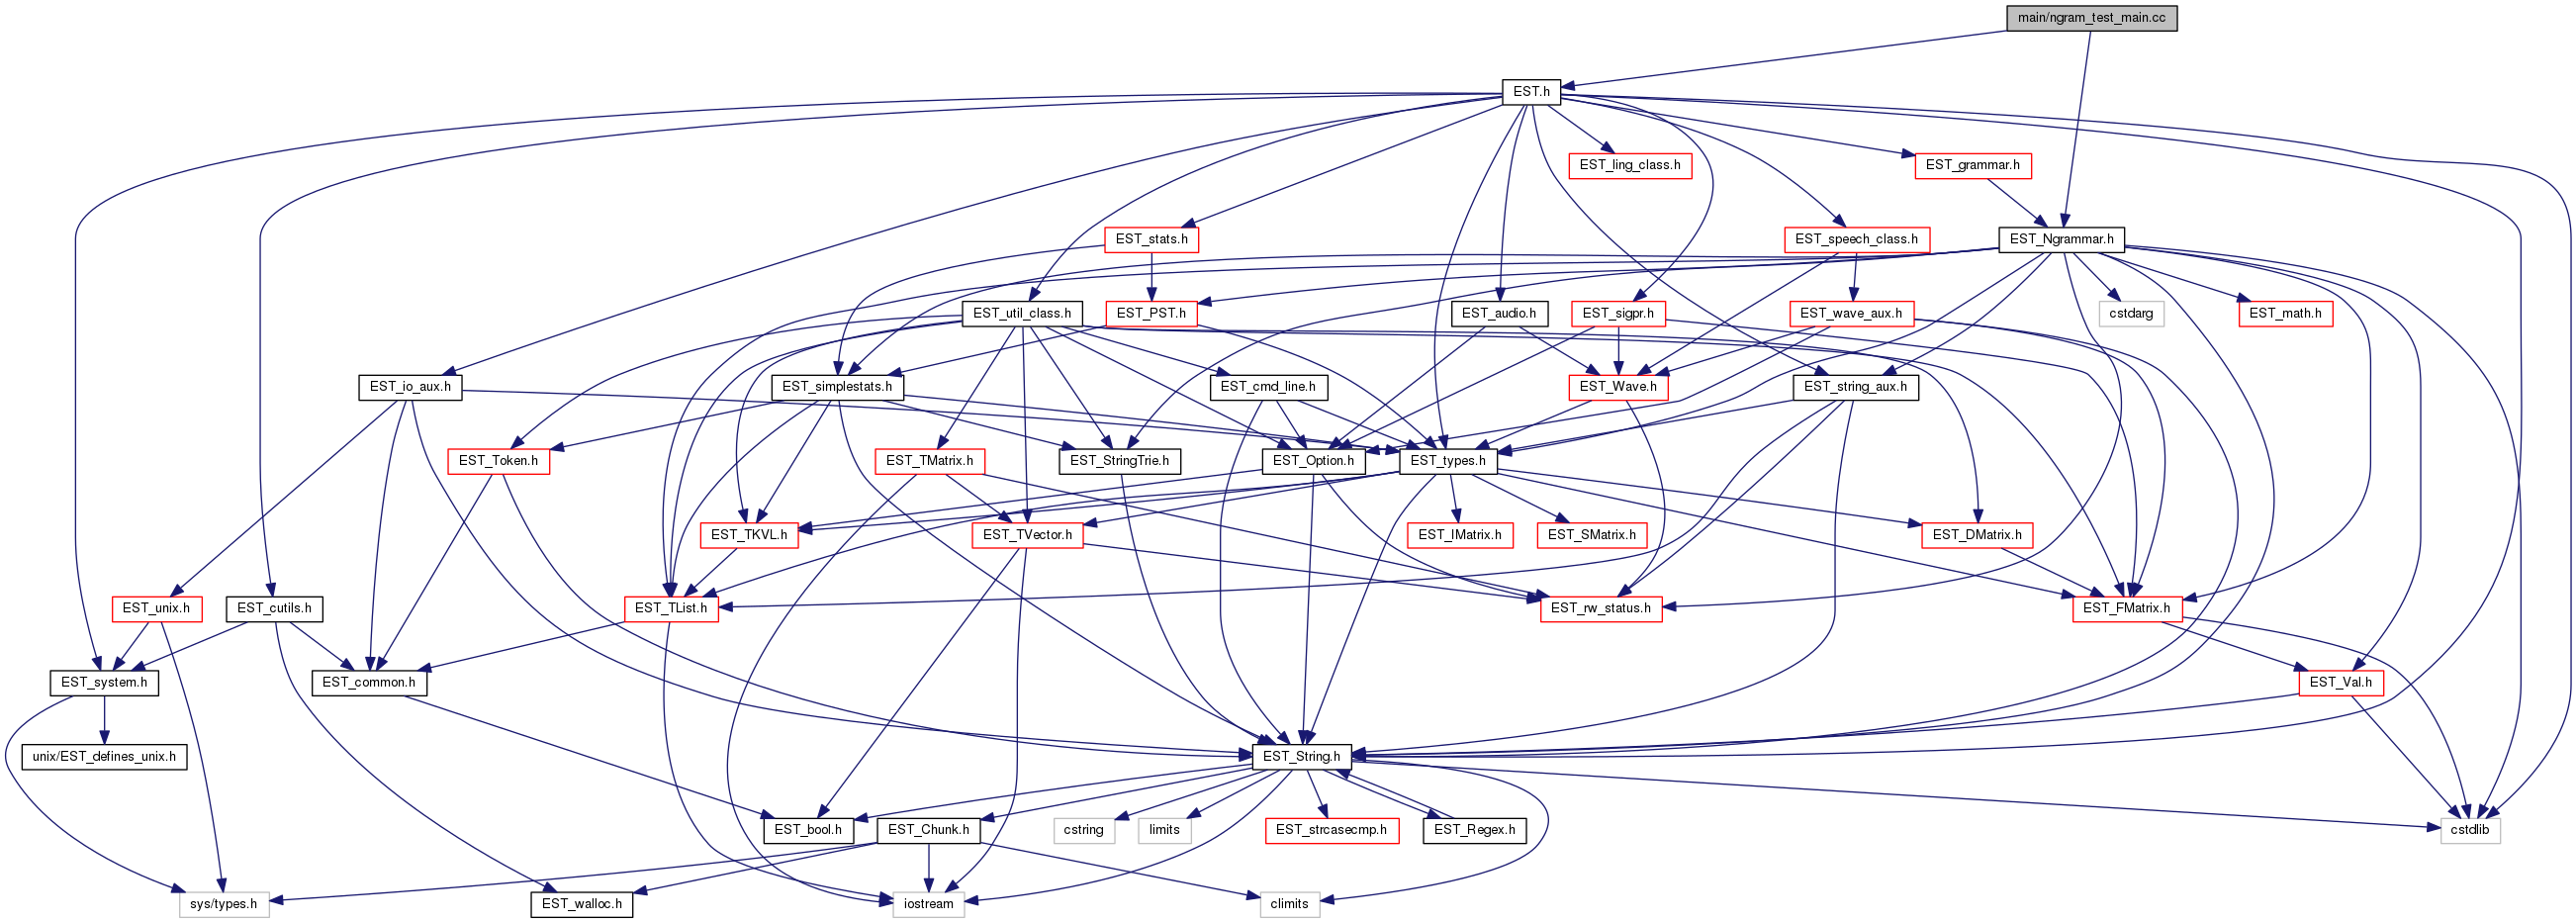 main/ngram_test_main.cc
EST.h
EST_ling_class.h
EST_grammar.h
EST_stats.h
EST_speech_class.h
EST_Ngrammar.h
EST_util_class.h
EST_PST.h
EST_audio.h
EST_sigpr.h
EST_wave_aux.h
cstdarg
EST_math.h
EST_io_aux.h
EST_simplestats.h
EST_cmd_line.h
EST_Wave.h
EST_string_aux.h
EST_Token.h
EST_TMatrix.h
EST_StringTrie.h
EST_Option.h
EST_types.h
EST_TKVL.h
EST_TVector.h
EST_IMatrix.h
EST_SMatrix.h
EST_DMatrix.h
EST_unix.h
EST_cutils.h
EST_TList.h
EST_rw_status.h
EST_FMatrix.h
EST_system.h
EST_common.h
EST_Val.h
unix/EST_defines_unix.h
EST_String.h
EST_bool.h
EST_Chunk.h
cstring
limits
EST_strcasecmp.h
EST_Regex.h
cstdlib
sys/types.h
EST_walloc.h
iostream
climits